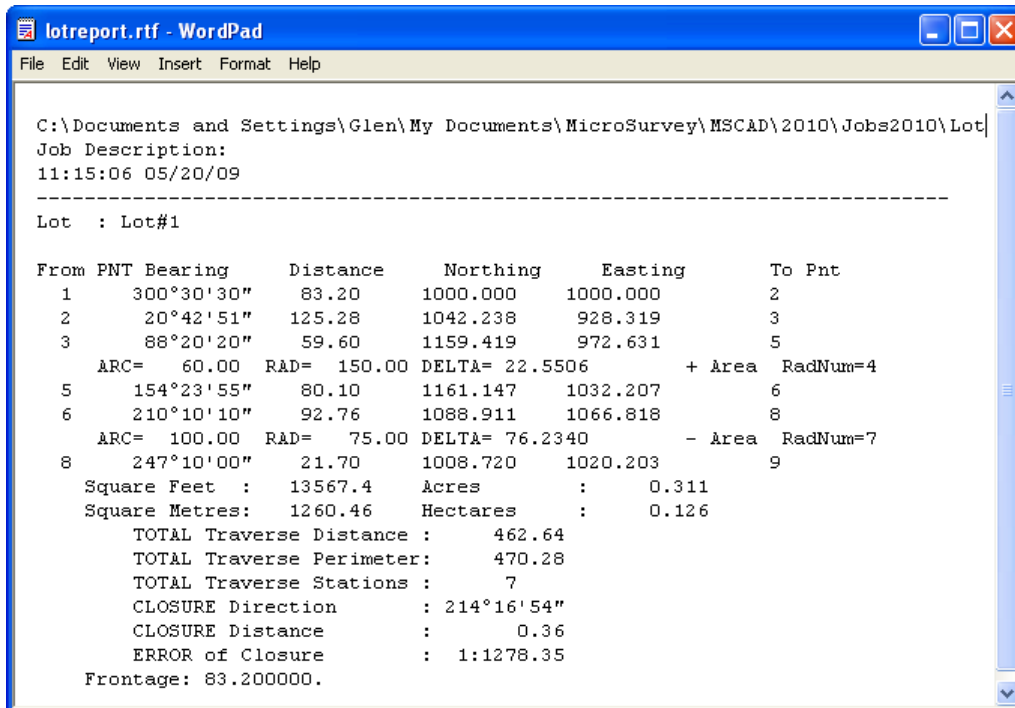 lotreport.rtf - WordPad
File Edit View Insert Format Help
C:\Documents and Settings\Glen\My Documents\MicroSurvey\MSCAD\2010\Jobs2010\Lot
Job Description:
11:15:06 05/20/09
----------------------------------------------------------------------------
Lot  : Lot#1
From PNT Bearing     Distance     Northing     Easting       To Pnt
1     300°30'30"    83.20     1000.000    1000.000         2
2      20°42'51"   125.28     1042.238     928.319         3
3      88°20'20"    59.60     1159.419     972.631         5
ARC=   60.00  RAD=  150.00 DELTA= 22.5506        + Area  RadNum=4
5     154°23'55"    80.10     1161.147    1032.207         6
6     210°10'10"    92.76     1088.911    1066.818         8
ARC=  100.00  RAD=   75.00 DELTA= 76.2340        - Area  RadNum=7
8     247°10'00"    21.70     1008.720    1020.203         9
Square Feet  :   13567.4    Acres        :     0.311
Square Metres:   1260.46    Hectares     :     0.126
TOTAL Traverse Distance :     462.64
TOTAL Traverse Perimeter:     470.28
TOTAL Traverse Stations :      7
CLOSURE Direction       : 214°16'54"
CLOSURE Distance        :       0.36
ERROR of Closure        :  1:1278.35
Frontage: 83.200000.